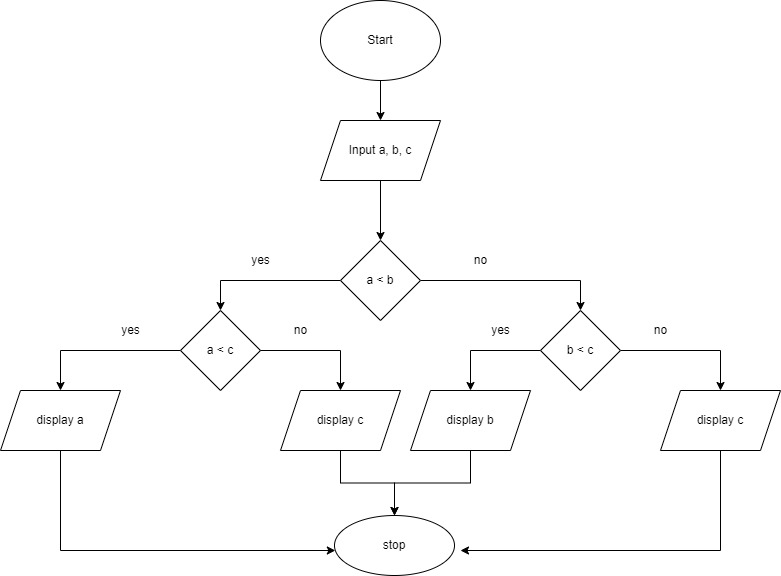 Start
Input a, b, c
yes
no
a < b
yes
no
yes
no
a < c
b < c
display a
display c
display b
display c
stop